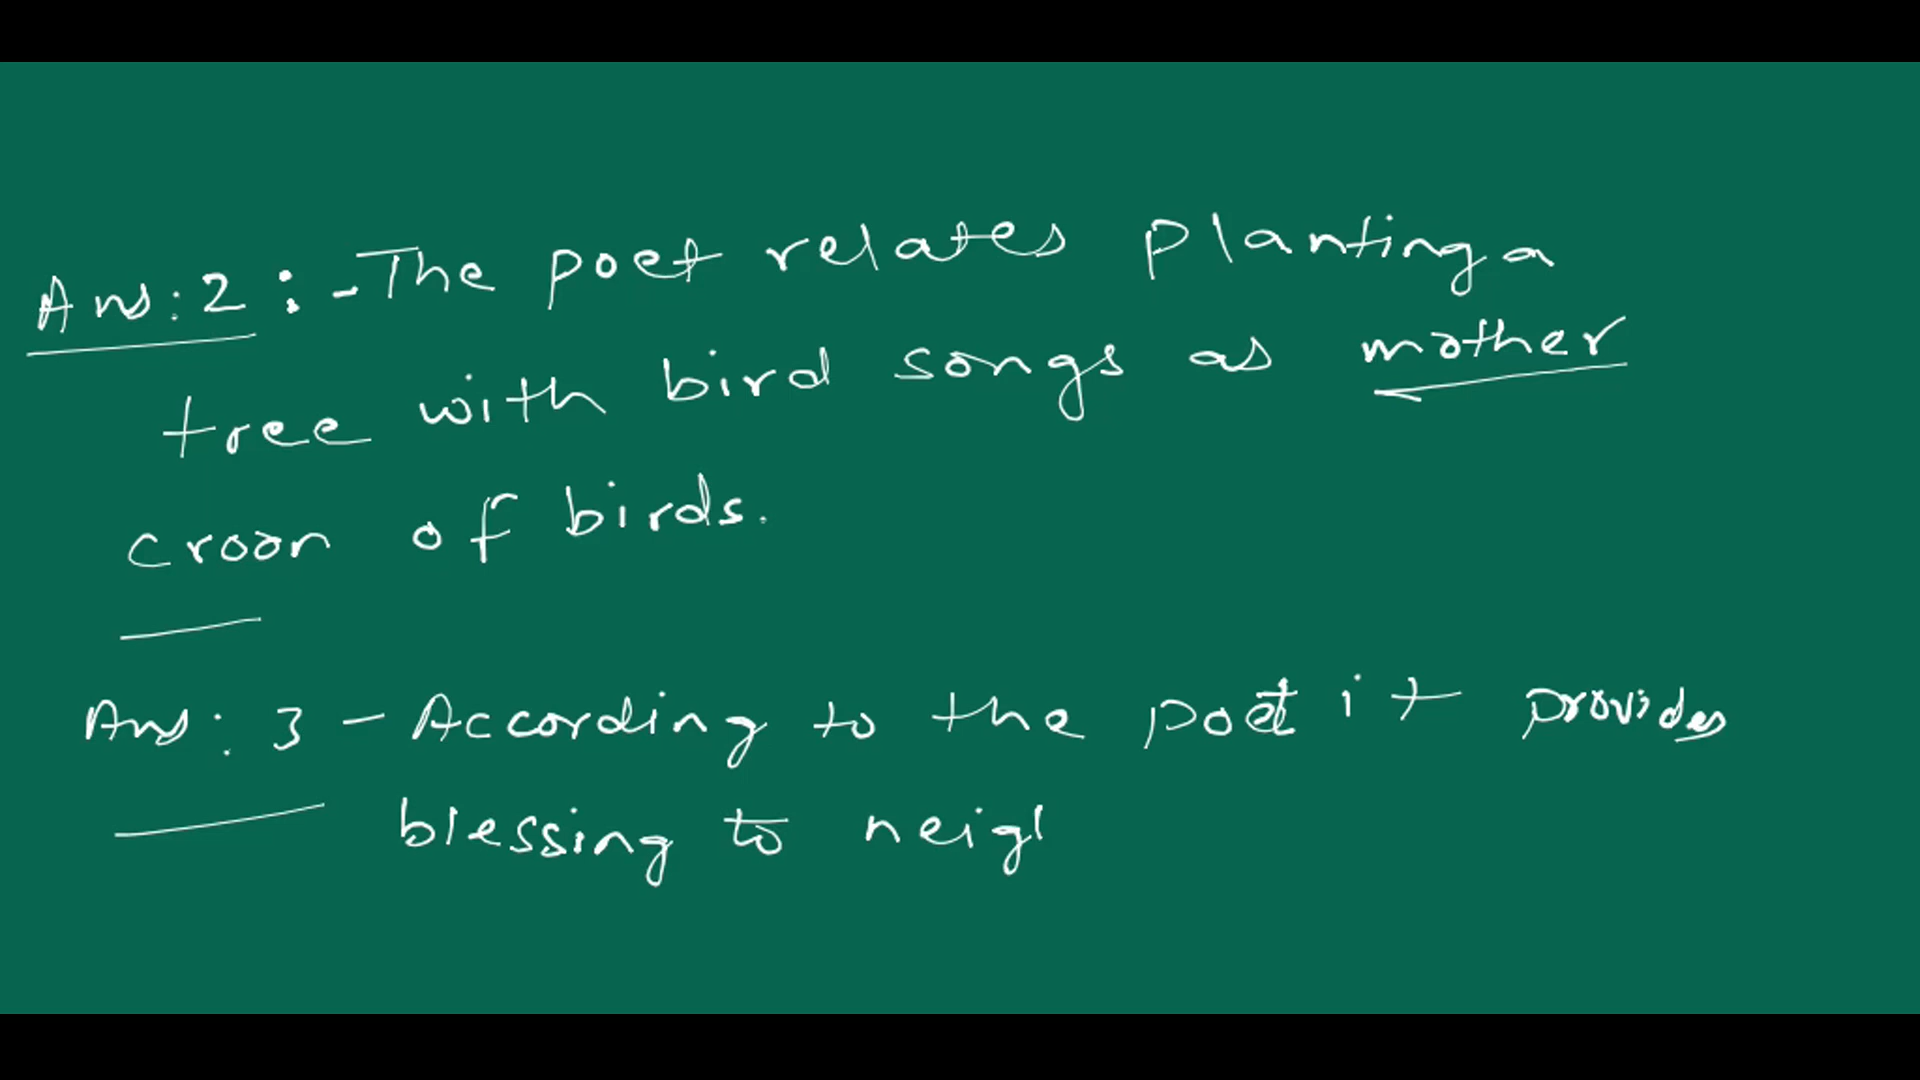 Ans: 2 :- The poet relates planting a
tree with bird songs as mother
croon of birds.
Ans: 3 - According to the poet it provides
blessing to neigh